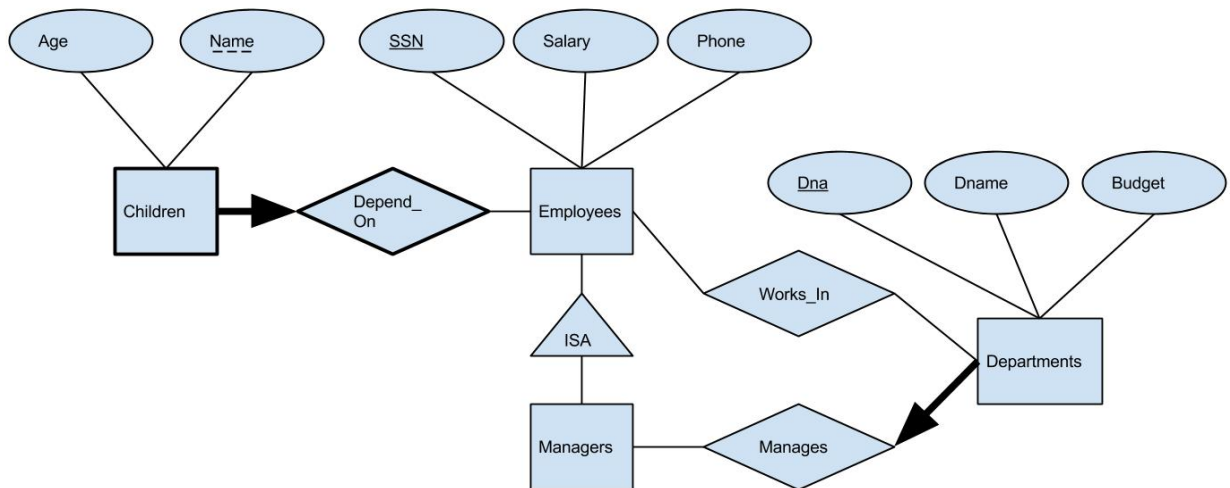 Age
Name
SSN
Salary
Phone
Dna
Dname
Budget
Children
Depend_
On
Employees
Works_In
ISA
Departments
Managers
Manages